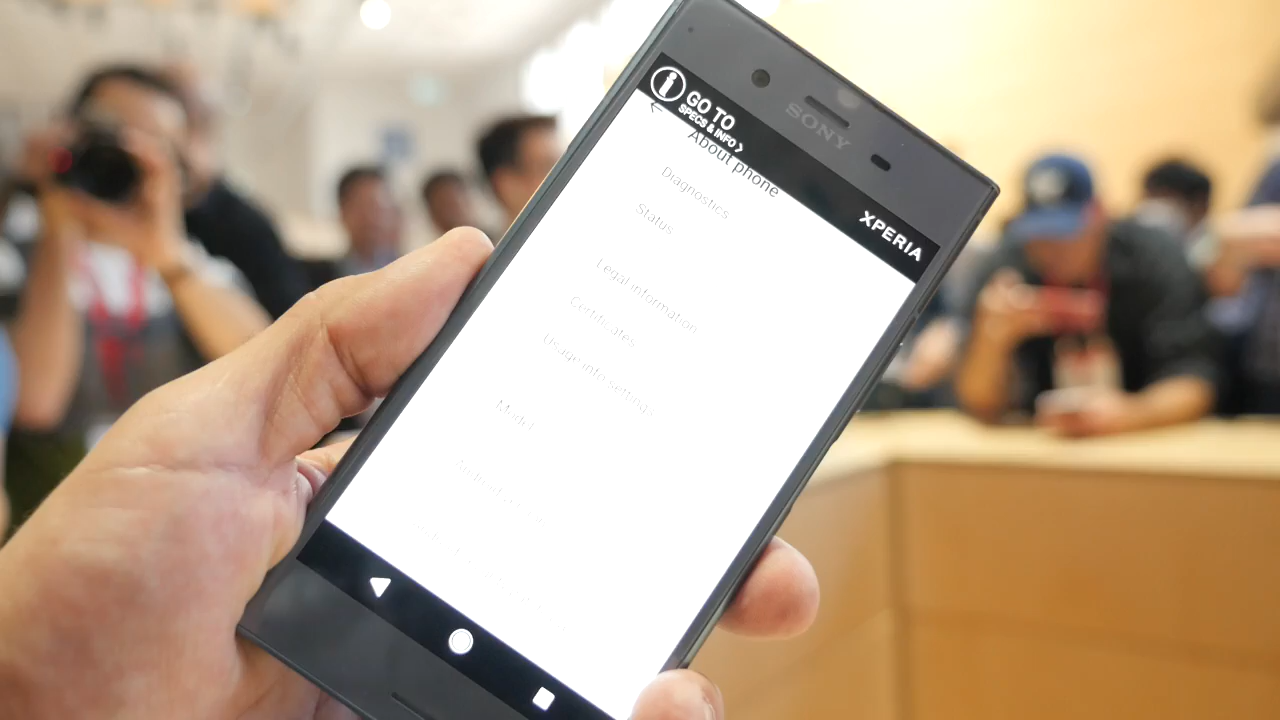 SONY
GO TO
SPECS & INFO ›
XPERIA
About phone
Diagnostics
Status
Legal information
Certificates
Usage info settings
Model